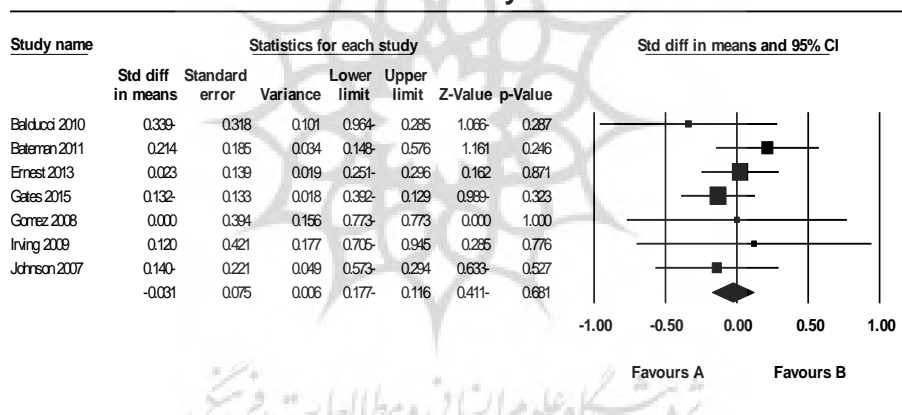 Study name Statistics for each study Std diff in means and 95% CI
Std diff Standard Lower Upper
in means error Variance limit limit Z-Value p-Value
Balducci 2010 0.339- 0.318 0.101 0.964- 0.285 1.066- 0.287
Bateman 2011 0.214 0.185 0.034 0.148- 0.576 1.161 0.246
Ernest 2013 0.023 0.139 0.019 0.251- 0.296 0.162 0.871
Gates 2015 0.132- 0.133 0.018 0.392- 0.129 0.989- 0.323
Gomez 2008 0.000 0.394 0.156 0.773- 0.773 0.000 1.000
Irving 2009 0.120 0.421 0.177 0.705- 0.945 0.285 0.776
Johnson 2007 0.140- 0.221 0.049 0.573- 0.294 0.633- 0.527
-0.031 0.075 0.006 0.177- 0.116 0.411- 0.681
-1.00 -0.50 0.00 0.50 1.00
Favours A Favours B
پژوهشگاه علوم انسانی و مطالعات فرهنگی